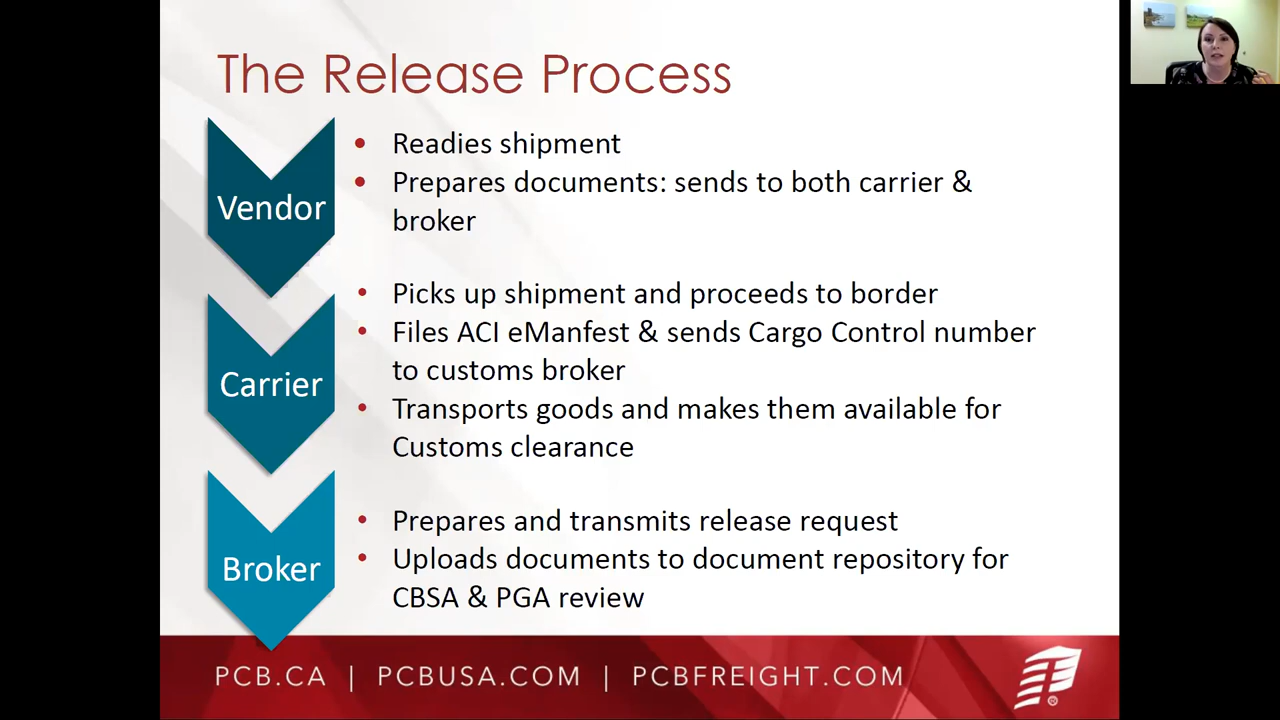 The Release Process
Vendor
• Readies shipment
• Prepares documents: sends to both carrier &
broker
Carrier
• Picks up shipment and proceeds to border
• Files ACI eManfest & sends Cargo Control number
to customs broker
• Transports goods and makes them available for
Customs clearance
Broker
• Prepares and transmits release request
• Uploads documents to document repository for
CBSA & PGA review
PCB.CA | PCBUSA.COM | PCBFREIGHT.COM
®